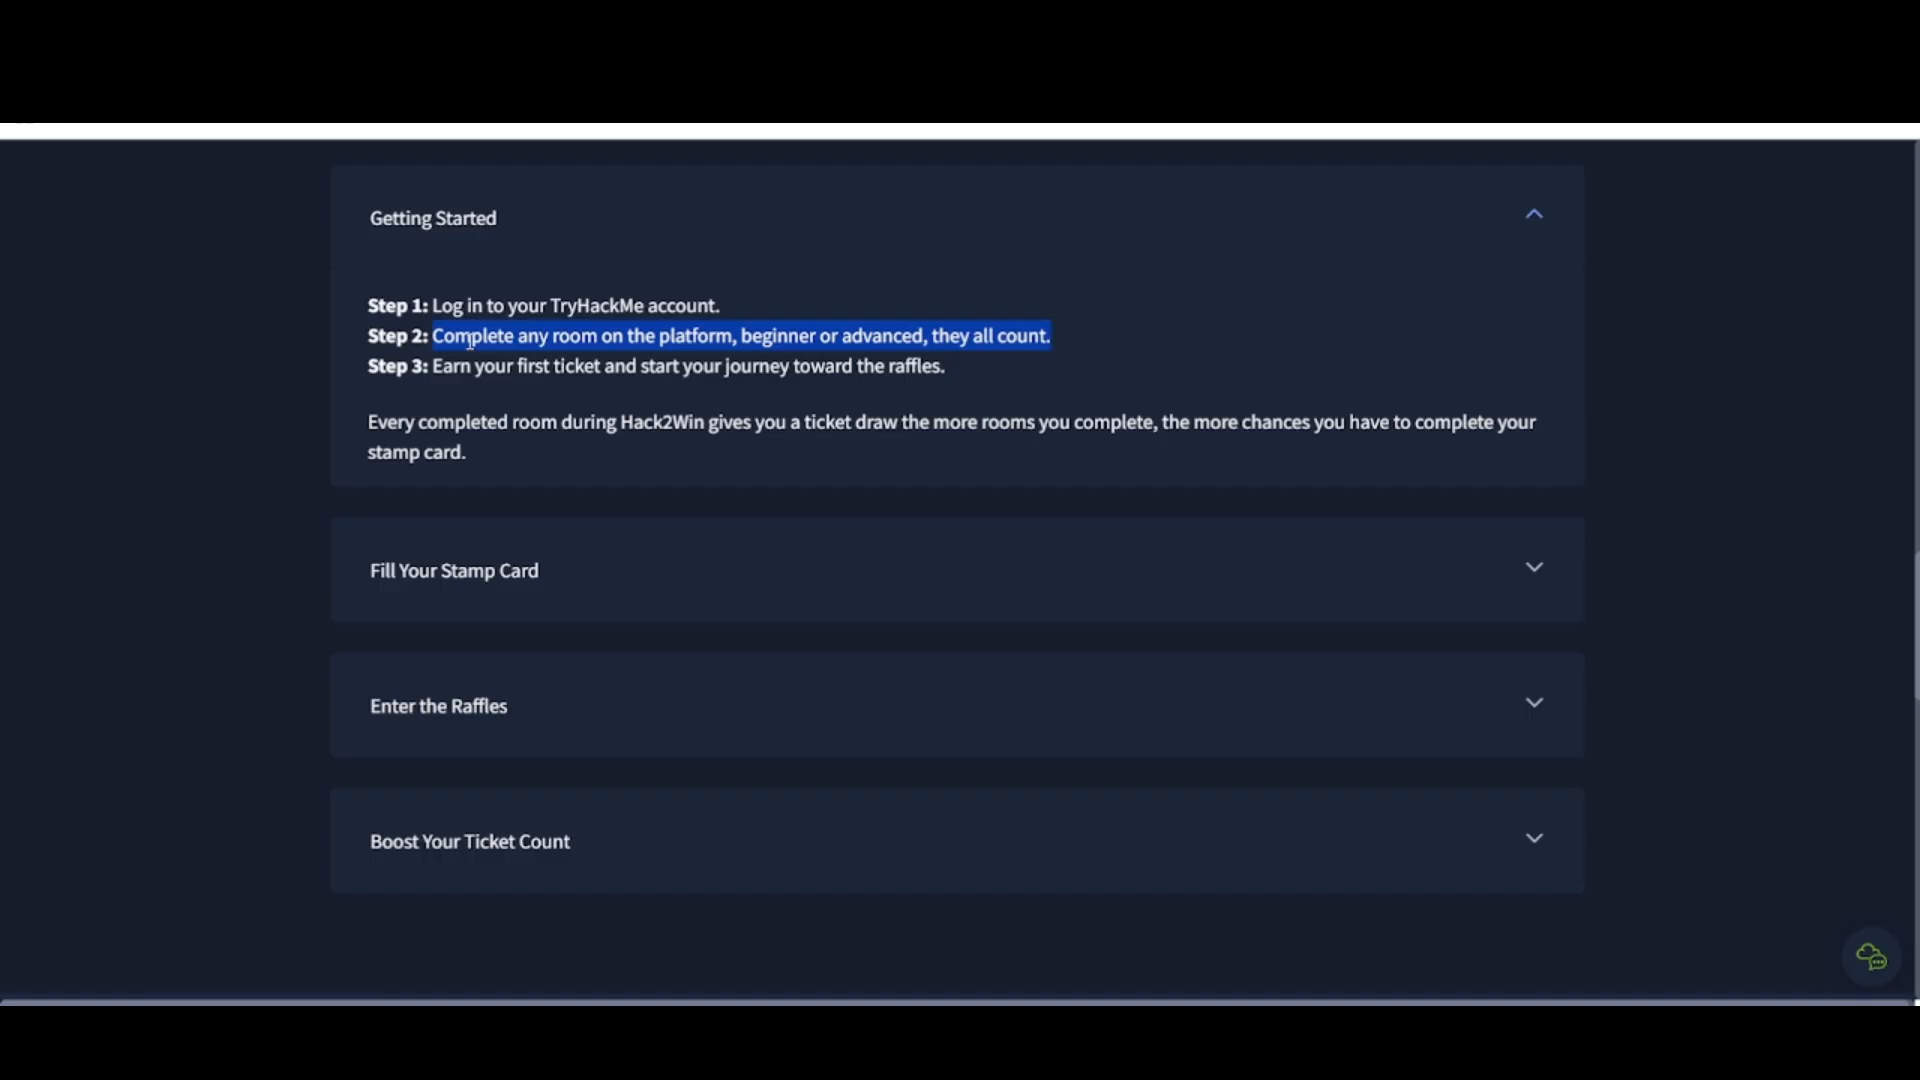 Getting Started
Step 1: Log in to your TryHackMe account.
Step 2: Complete any room on the platform, beginner or advanced, they all count.
Step 3: Earn your first ticket and start your journey toward the raffles.
Every completed room during Hack2Win gives you a ticket draw the more rooms you complete, the more chances you have to complete your
stamp card.
Fill Your Stamp Card
Enter the Raffles
Boost Your Ticket Count